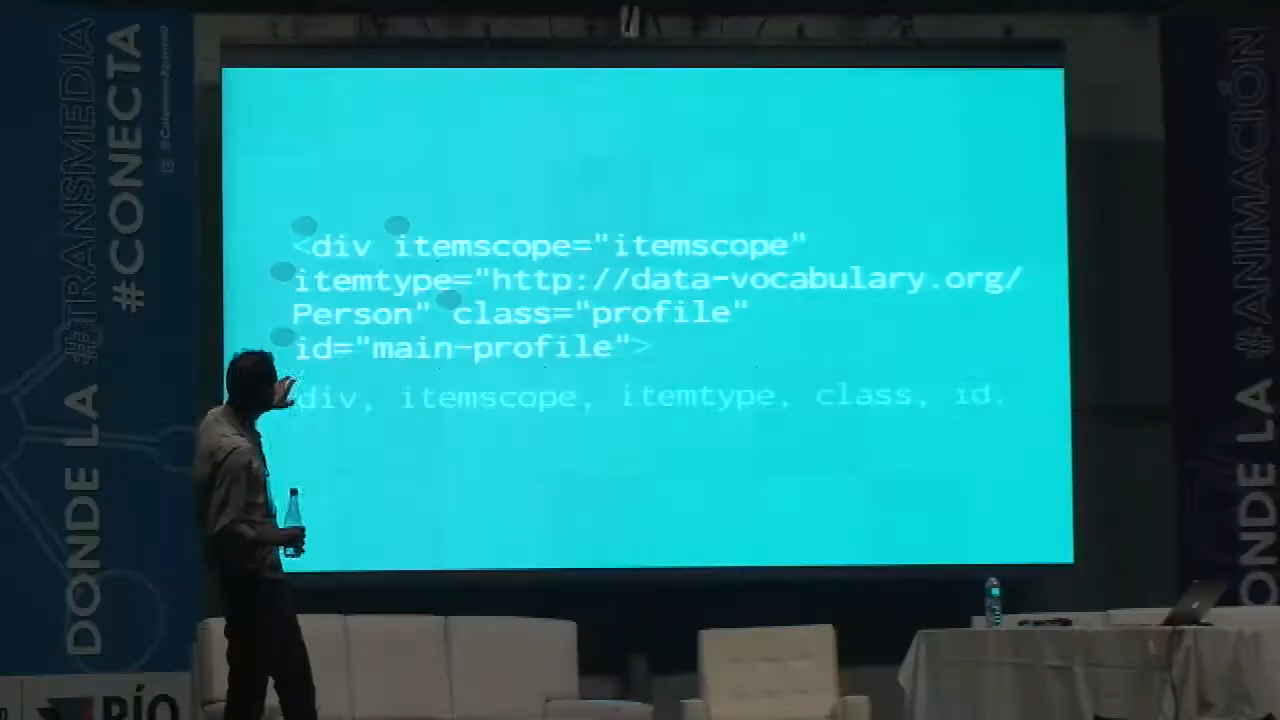 DONDE LA #TRANSMEDIA
#CONECTA
<div itemscope="itemscope"
itemtype="http://data-vocabulary.org/
Person" class="profile"
id="main-profile">
div, itemscope, itemtype, class, id.
DONDE LA #ANIMACIÓN
RÍO